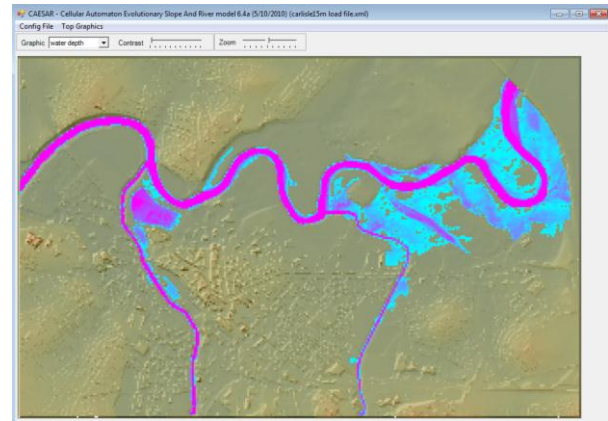 CAESAR - Cellular Automaton Evolutionary Slope And River model 6.4a (5/10/2010) (carlisle15m load file.xml)
Config File Top Graphics
Graphic water depth Contrast Zoom